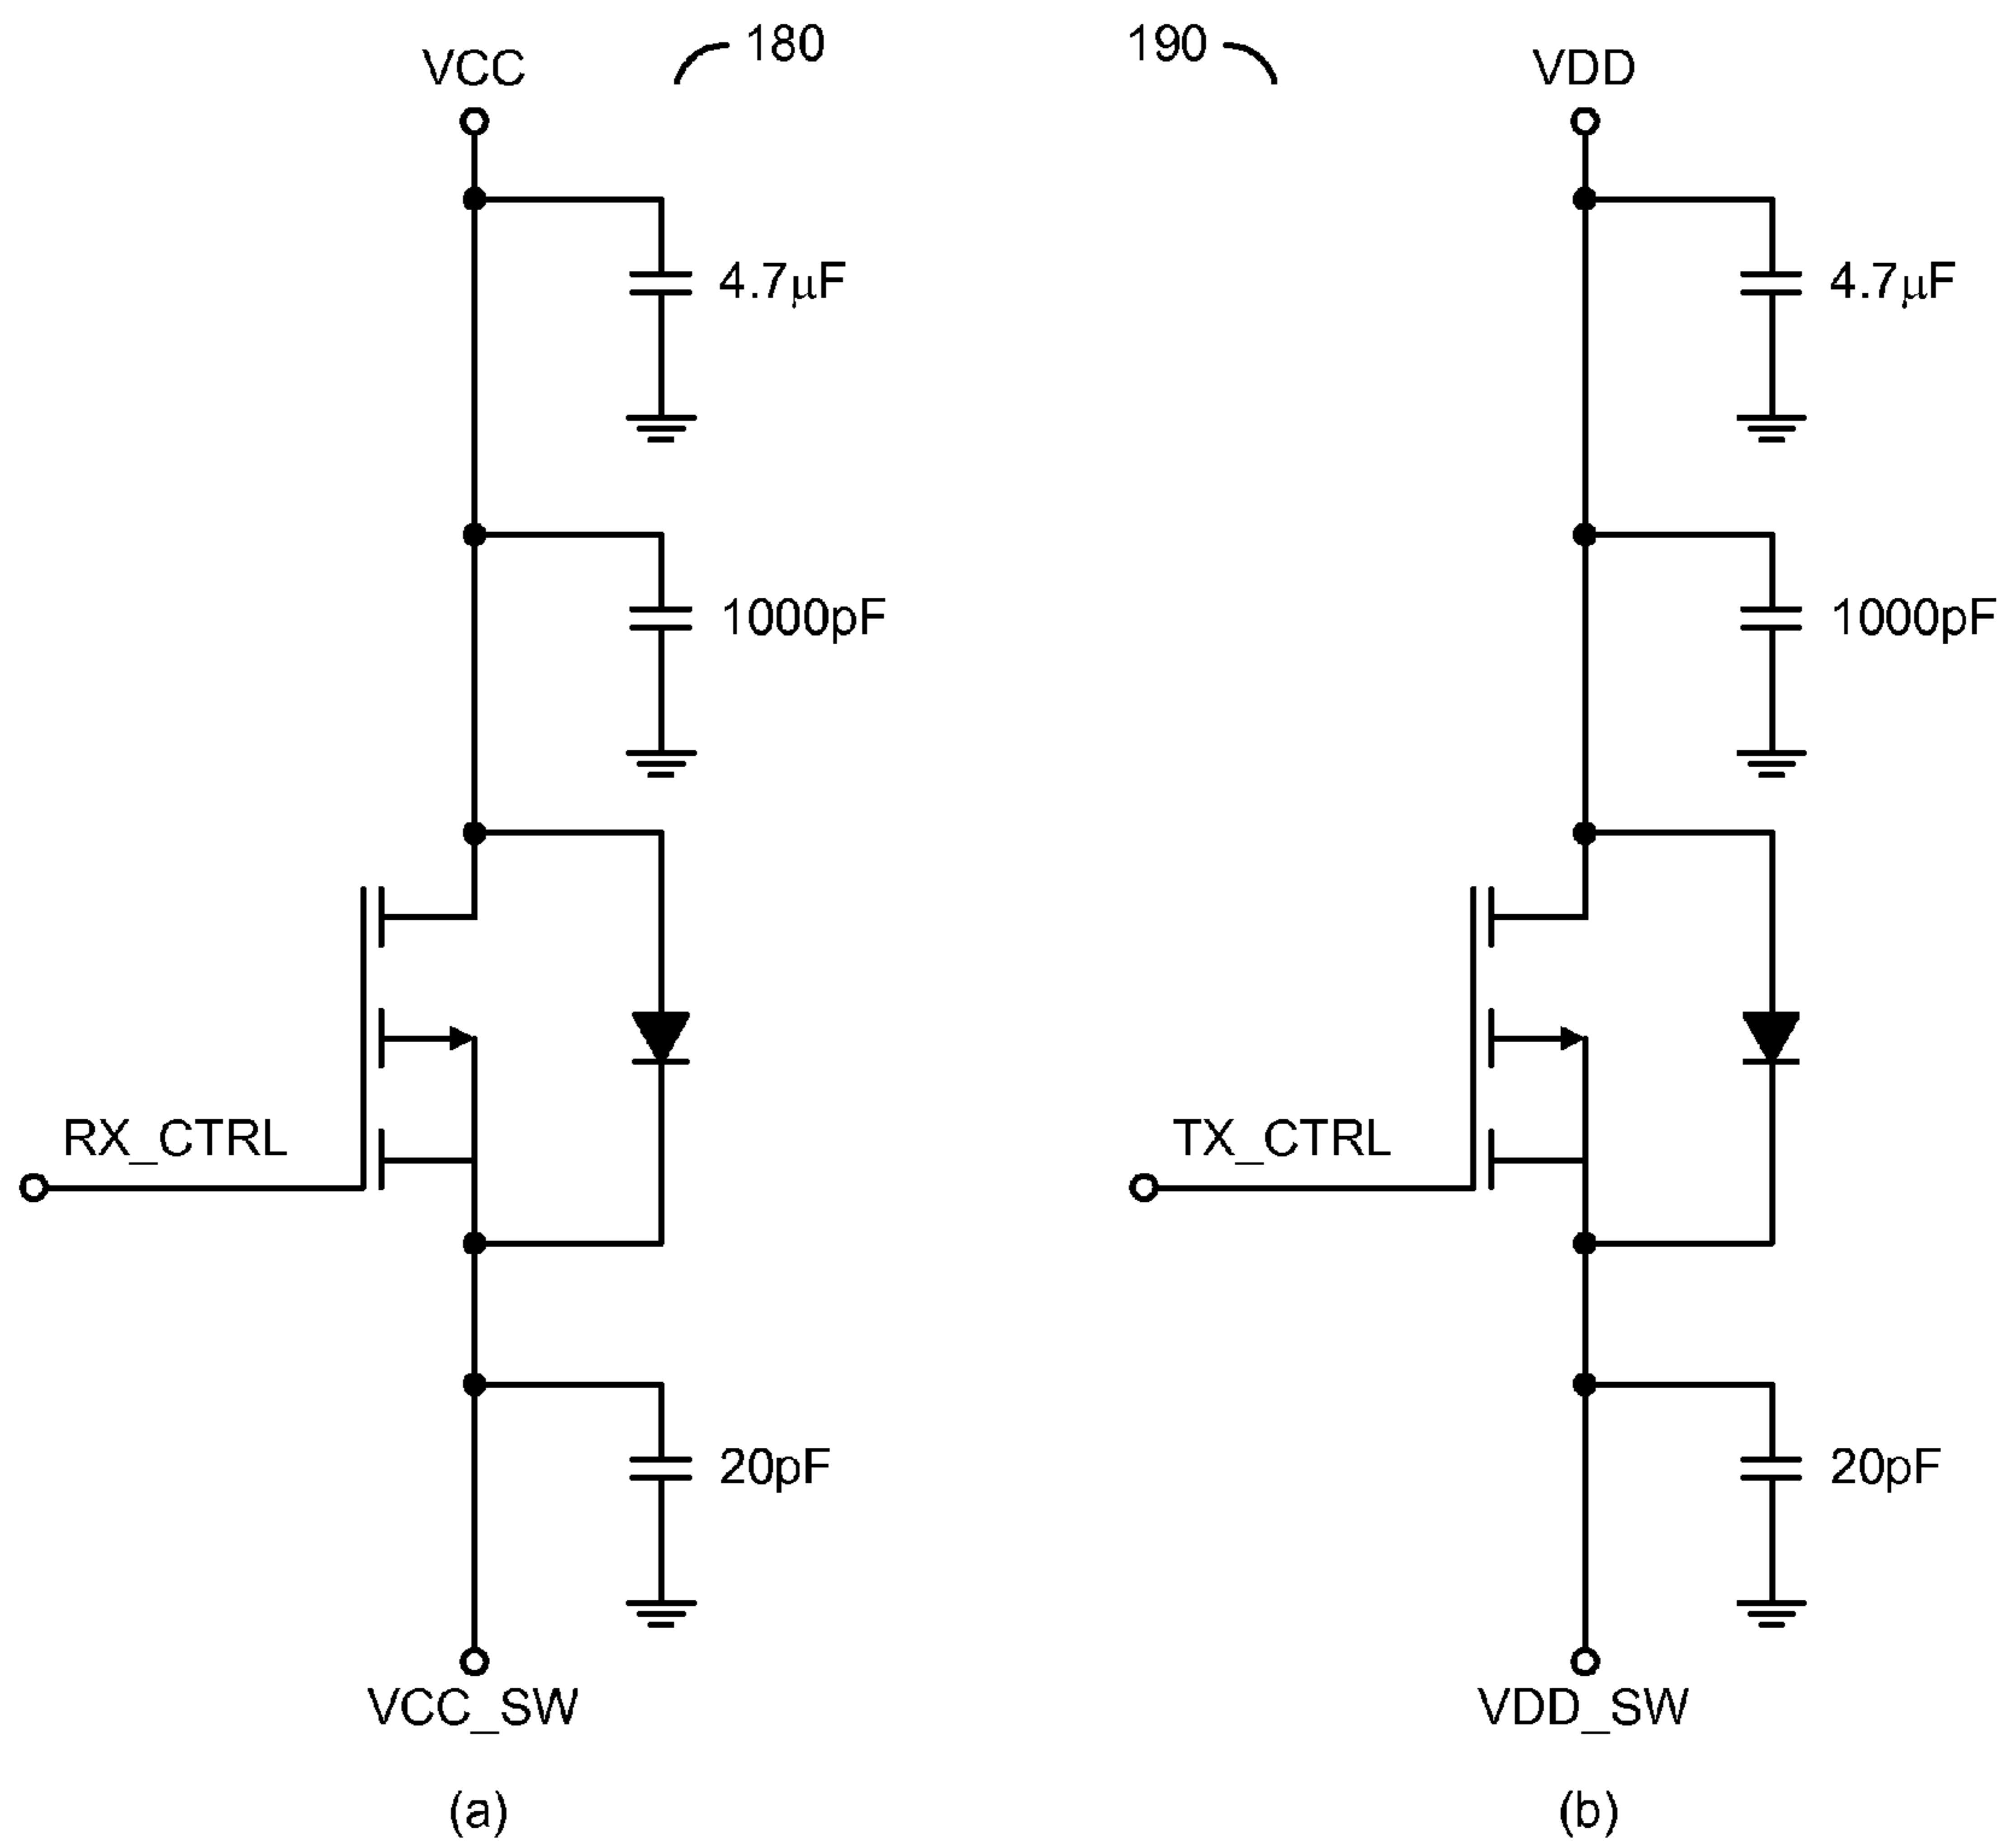 VCC
180
4.7μF
1000pF
RX_CTRL
20pF
VCC_SW
(a)
190
VDD
4.7μF
1000pF
TX_CTRL
20pF
VDD_SW
(b)